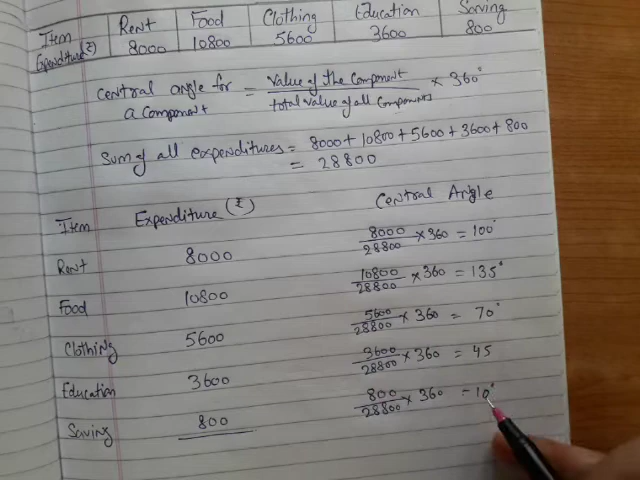 Item Rent Food Clothing Education Saving
Expenditure(₹) 8000 10800 5600 3600 800
Central angle for a component = Value of the Component / total value of all Components × 360°
Sum of all expenditures = 8000 + 10800 + 5600 + 3600 + 800
= 28800
Item Expenditure (₹) Central Angle
Rent 8000 8000/28800 × 360 = 100°
Food 10800 10800/28800 × 360 = 135°
Clothing 5600 5600/28800 × 360 = 70°
Education 3600 3600/28800 × 360 = 45
Saving 800 800/28800 × 360 = 10°